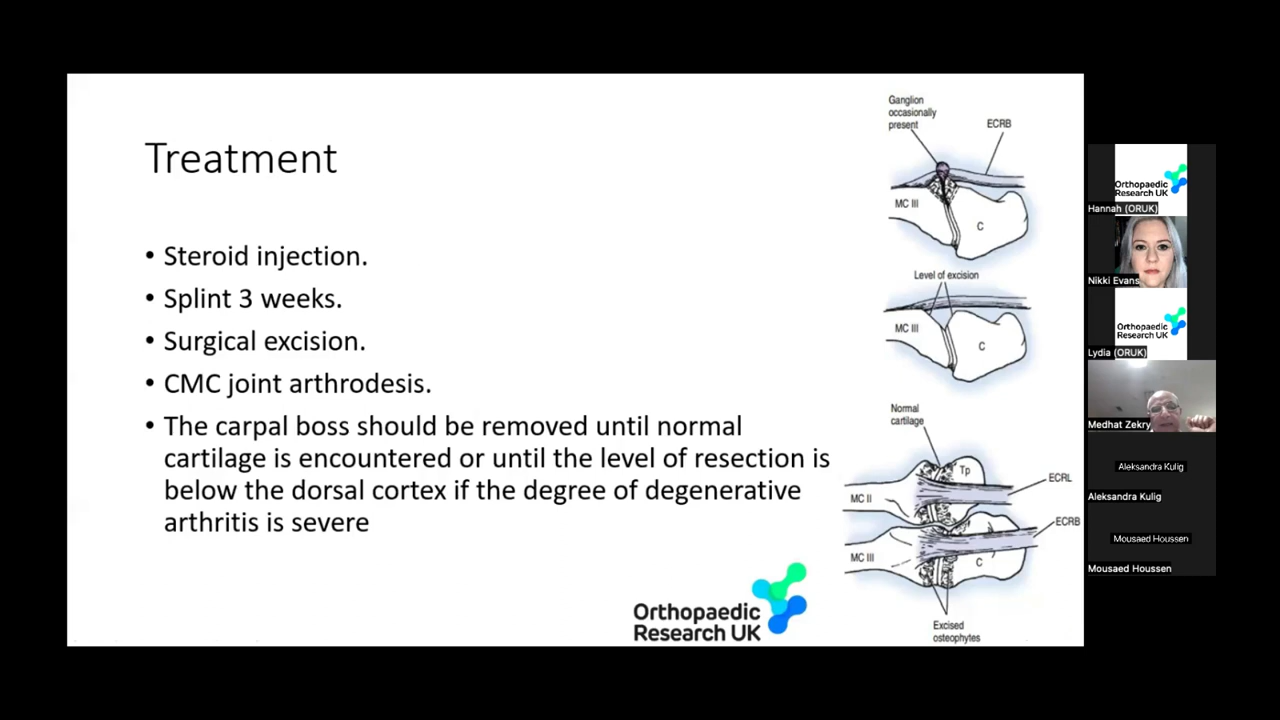 Treatment
• Steroid injection.
• Splint 3 weeks.
• Surgical excision.
• CMC joint arthrodesis.
• The carpal boss should be removed until normal
cartilage is encountered or until the level of resection is
below the dorsal cortex if the degree of degenerative
arthritis is severe
Orthopaedic
Research UK
Ganglion
occasionally
present
ECRB
MC III
C
Level of excision
MC III
C
Normal
cartilage
Tp
ECRL
MC II
ECRB
MC III
C
Excised
osteophytes
Orthopaedic
Research UK
Hannah (ORUK)
Nikki Evans
Orthopaedic
Research UK
Lydia (ORUK)
Medhat Zekry
Aleksandra Kulig
Aleksandra Kulig
Mousaed Houssen
Mousaed Houssen